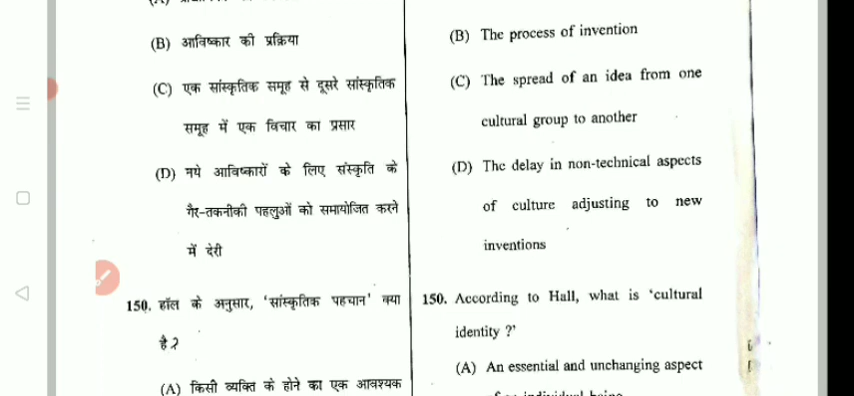 (B) आविष्कार की प्रक्रिया
(C) एक सांस्कृतिक समूह से दूसरे सांस्कृतिक
समूह में एक विचार का प्रसार
(D) नये आविष्कारों के लिए संस्कृति के
गैर-तकनीकी पहलुओं को समायोजित करने
में देरी
150. हॉल के अनुसार, 'सांस्कृतिक पहचान' क्या
है ?
(A) किसी व्यक्ति के होने का एक आवश्यक
(B) The process of invention
(C) The spread of an idea from one
cultural group to another
(D) The delay in non-technical aspects
of culture adjusting to new
inventions
150. According to Hall, what is 'cultural
identity ?'
(A) An essential and unchanging aspect